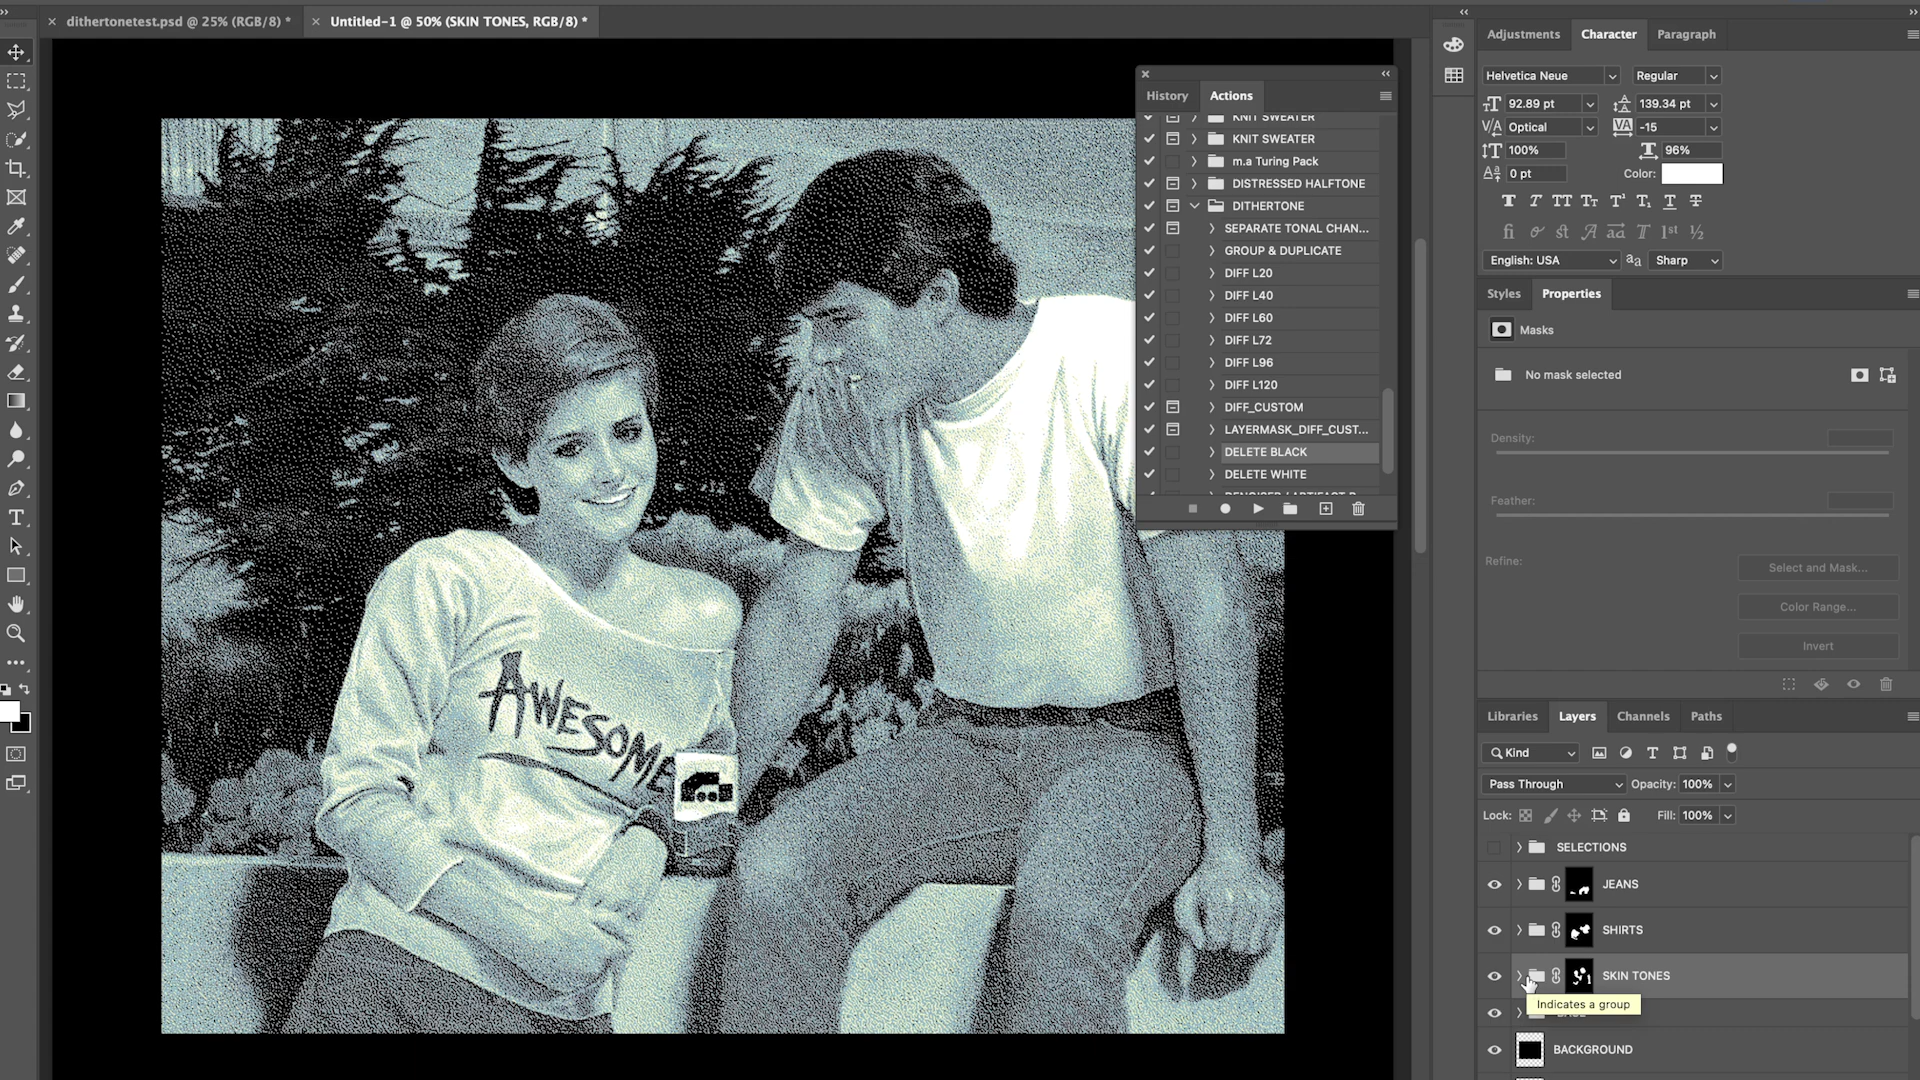 dithertonetest.psd @ 25% (RGB/8) *
Untitled-1 @ 50% (SKIN TONES, RGB/8) *
History
Actions
KNIT SWEATER
KNIT SWEATER
m.a Turing Pack
DISTRESSED HALFTONE
DITHERTONE
SEPARATE TONAL CHAN...
GROUP & DUPLICATE
DIFF L20
DIFF L40
DIFF L60
DIFF L72
DIFF L96
DIFF L120
DIFF_CUSTOM
LAYERMASK_DIFF_CUST...
DELETE BLACK
DELETE WHITE
AWESOME
Adjustments
Character
Paragraph
Helvetica Neue
Regular
92.89 pt
139.34 pt
Optical
-15
100%
96%
0 pt
Color:
English: USA
Sharp
Styles
Properties
Masks
No mask selected
Density:
Feather:
Refine:
Select and Mask...
Color Range...
Invert
Libraries
Layers
Channels
Paths
Kind
Pass Through
Opacity: 100%
Lock:
Fill: 100%
SELECTIONS
JEANS
SHIRTS
SKIN TONES
Indicates a group
BACKGROUND